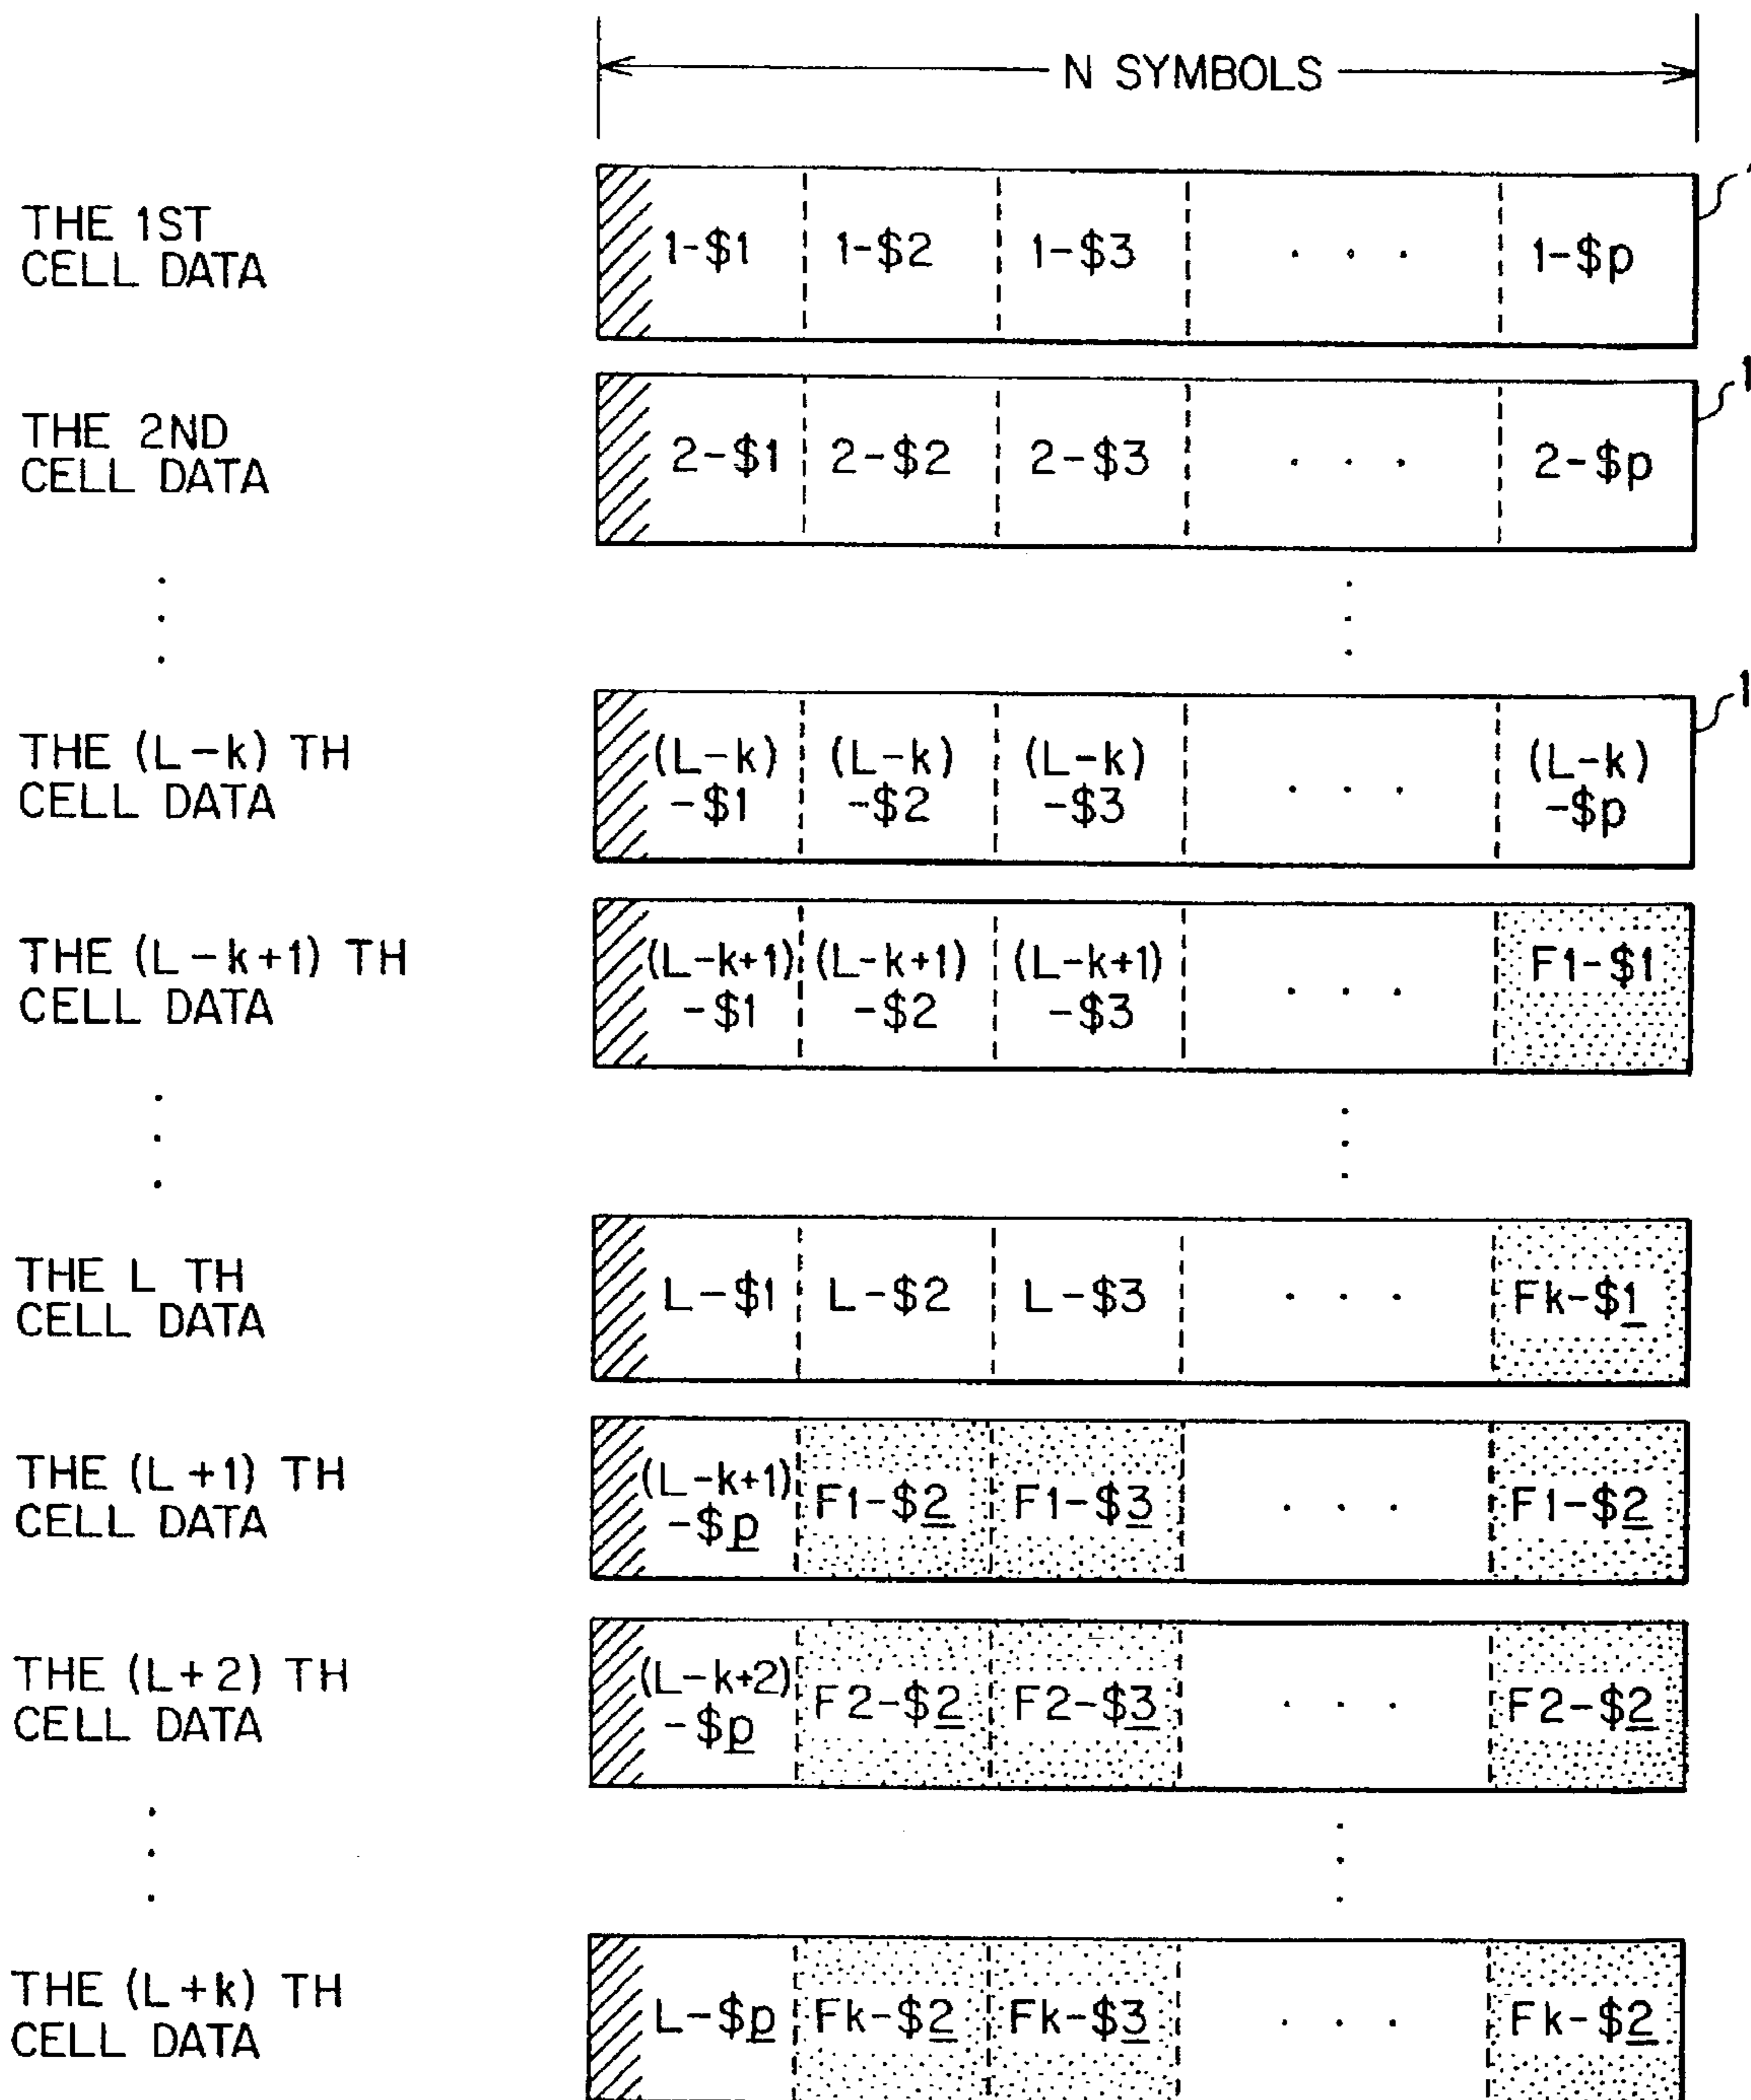 N SYMBOLS
THE 1ST
CELL DATA
1-$1 1-$2 1-$3 . . . 1-$p
THE 2ND
CELL DATA
1
2-$1 2-$2 2-$3 . . . 2-$p
THE (L-k) TH
CELL DATA
1
(L-k) (L-k) (L-k) (L-k)
-$1 -$2 -$3 . . . -$p
THE (L-k+1) TH
CELL DATA
(L-k+1) (L-k+1) (L-k+1) F1-$1
-$1 -$2 -$3 . . .
THE L TH
CELL DATA
L-$1 L-$2 L-$3 . . . Fk-$1
THE (L+1) TH
CELL DATA
(L-k+1) F1-$2 F1-$3 . . . F1-$2
-$p
THE (L+2) TH
CELL DATA
(L-k+2) F2-$2 F2-$3 . . . F2-$2
-$p
THE (L+k) TH
CELL DATA
L-$p Fk-$2 Fk-$3 . . . Fk-$2